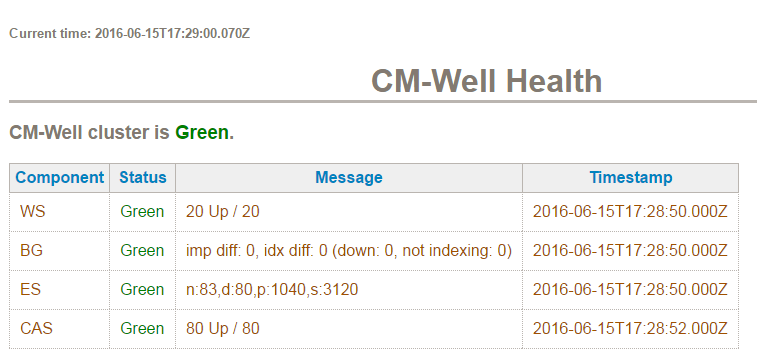 Current time: 2016-06-15T17:29:00.070Z
CM-Well Health
CM-Well cluster is Green.
Component Status Message Timestamp
WS Green 20 Up / 20 2016-06-15T17:28:50.000Z
BG Green imp diff: 0, idx diff: 0 (down: 0, not indexing: 0) 2016-06-15T17:28:50.000Z
ES Green n:83,d:80,p:1040,s:3120 2016-06-15T17:28:50.000Z
CAS Green 80 Up / 80 2016-06-15T17:28:52.000Z